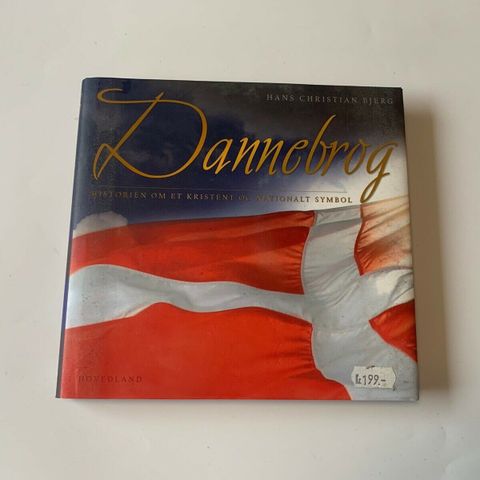 HANS CHRISTIAN BJERG
Dannebrog
HISTORIEN OM ET KRISTENT OG NATIONALT SYMBOL
HOVEDLAND
kr 199.-